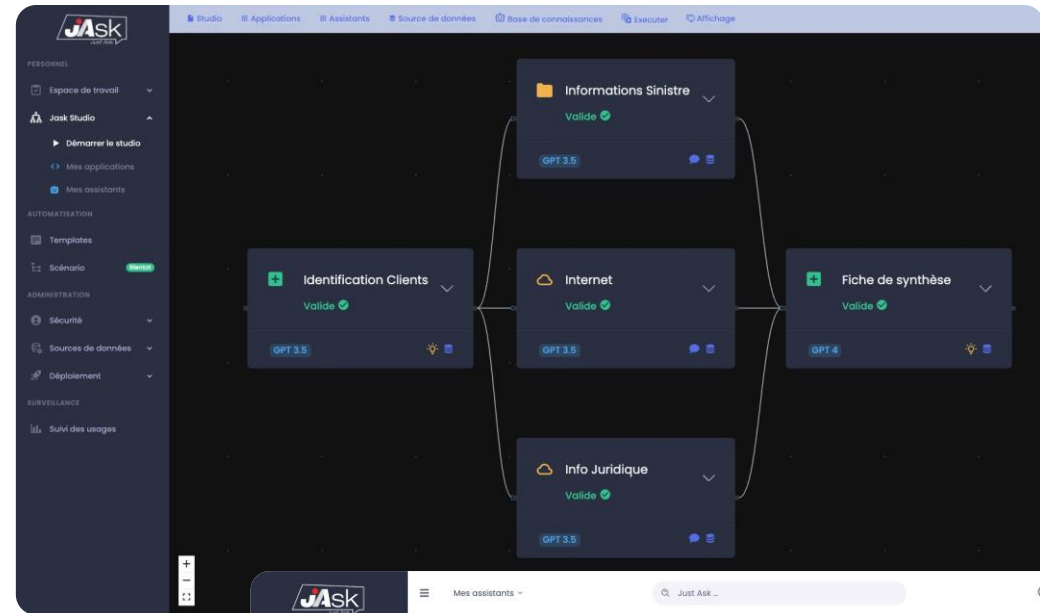 JASK
JUST ASK
Studio
Applications
Assistants
Source de données
Base de connaissances
Executer
Affichage
PERSONNEL
Espace de travail
Jask Studio
Démarrer le studio
Mes applications
Mes assistants
AUTOMATISATION
Templates
Scénario
Bientot
ADMINISTRATION
Sécurité
Sources de données
Déploiement
SURVEILLANCE
Suivi des usages
Informations Sinistre
Valide
GPT 3.5
Identification Clients
Valide
GPT 3.5
Internet
Valide
GPT 3.5
Fiche de synthèse
Valide
GPT 4
Info Juridique
Valide
GPT 3.5
JASK
Mes assistants
Just Ask ...